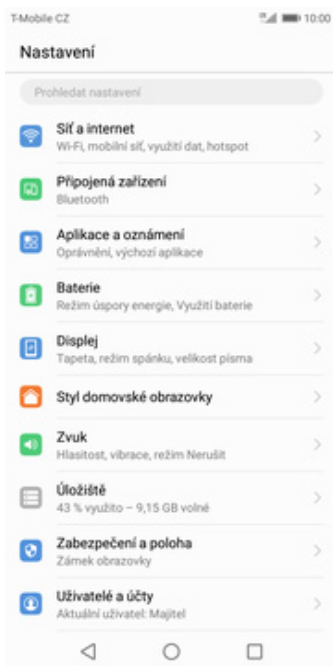 T-Mobile CZ 10:00
Nastavení
Prohledat nastavení
Síť a internet
Wi-Fi, mobilní síť, využití dat, hotspot
Připojená zařízení
Bluetooth
Aplikace a oznámení
Oprávnění, výchozí aplikace
Baterie
Režim úspory energie, Využití baterie
Displej
Tapeta, režim spánku, velikost písma
Styl domovské obrazovky
Zvuk
Hlasitost, vibrace, režim Nerušit
Úložiště
43 % využito – 9,15 GB volné
Zabezpečení a poloha
Zámek obrazovky
Uživatelé a účty
Aktuální uživatel: Majitel